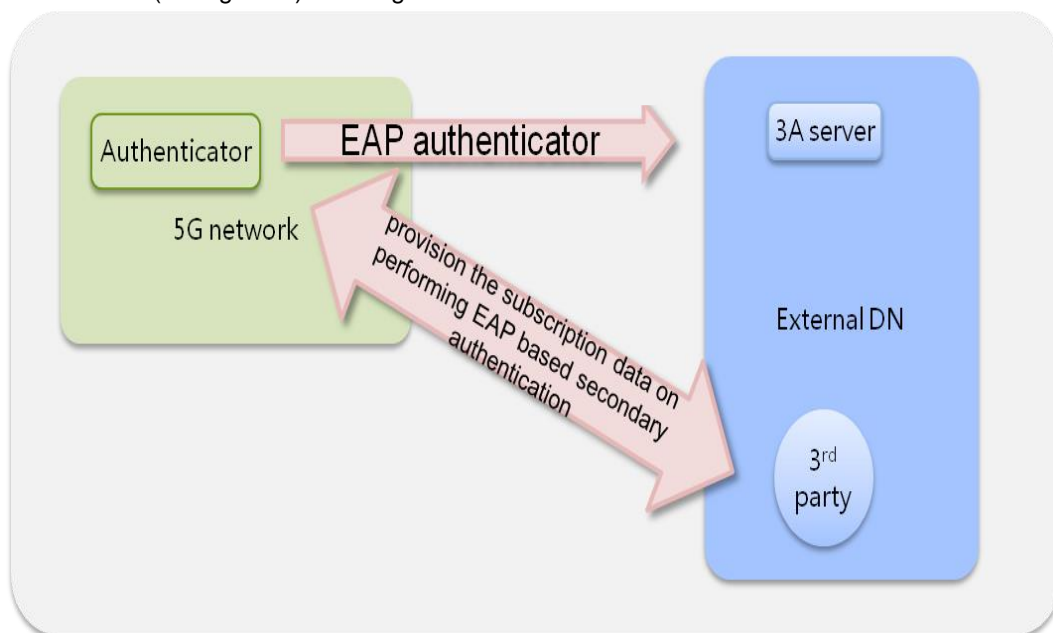 Authenticator
5G network
EAP authenticator
3A server
provision the subscription data on
performing EAP based secondary
authentication
External DN
3rd
party